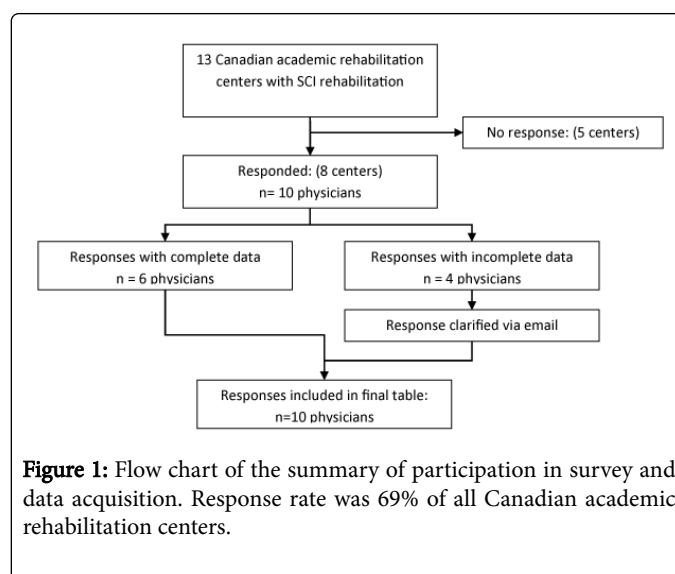 13 Canadian academic rehabilitation
centers with SCI rehabilitation
No response: (5 centers)
Responded: (8 centers)
n= 10 physicians
Responses with complete data
n = 6 physicians
Responses with incomplete data
n = 4 physicians
Response clarified via email
Responses included in final table:
n=10 physicians
Figure 1: Flow chart of the summary of participation in survey and
data acquisition. Response rate was 69% of all Canadian academic
rehabilitation centers.